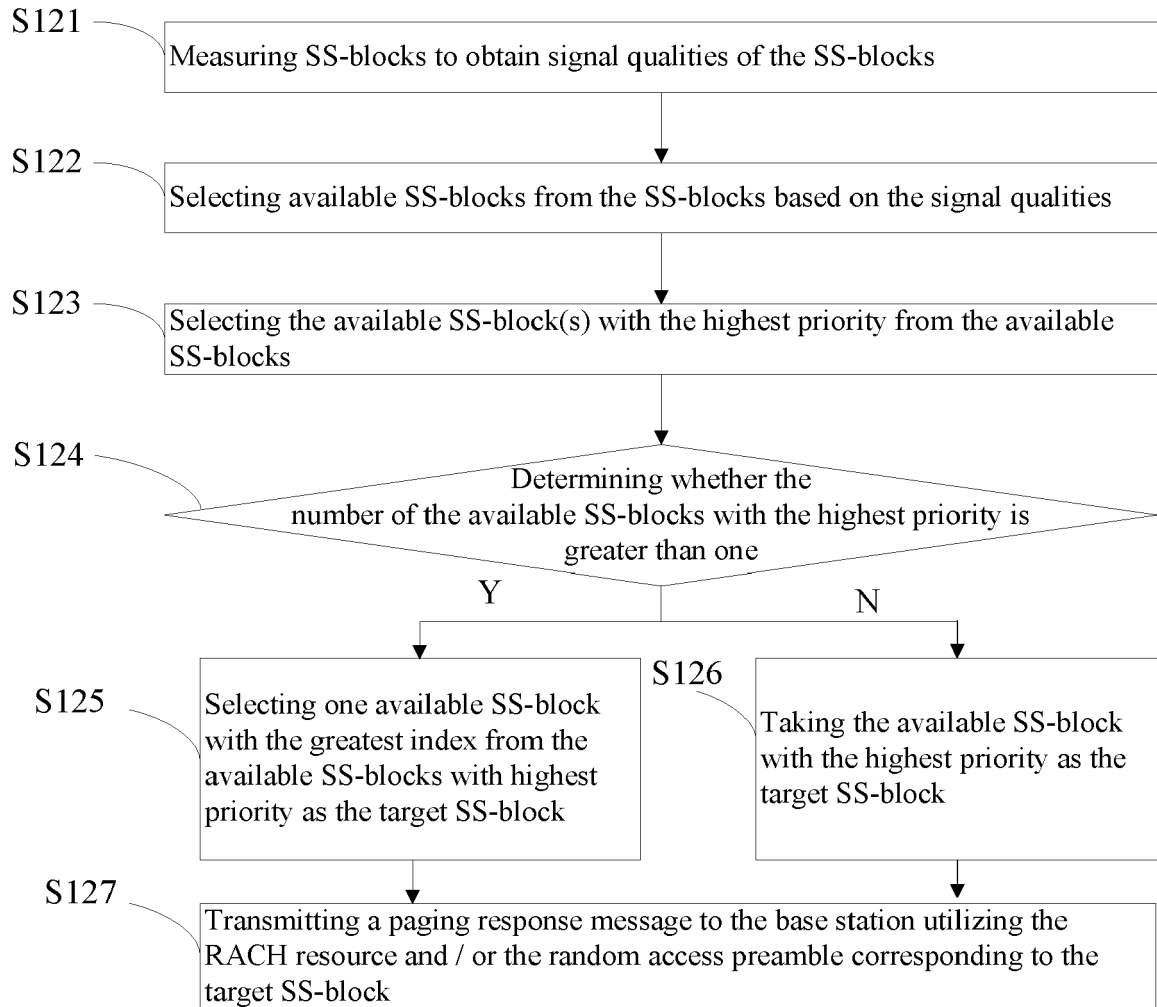 S121
Measuring SS-blocks to obtain signal qualities of the SS-blocks
S122
Selecting available SS-blocks from the SS-blocks based on the signal qualities
S123
Selecting the available SS-block(s) with the highest priority from the available
SS-blocks
S124
Determining whether the
number of the available SS-blocks with the highest priority is
greater than one
Y
N
S125
Selecting one available SS-block
with the greatest index from the
available SS-blocks with highest
priority as the target SS-block
S126
Taking the available SS-block
with the highest priority as the
target SS-block
S127
Transmitting a paging response message to the base station utilizing the
RACH resource and / or the random access preamble corresponding to the
target SS-block